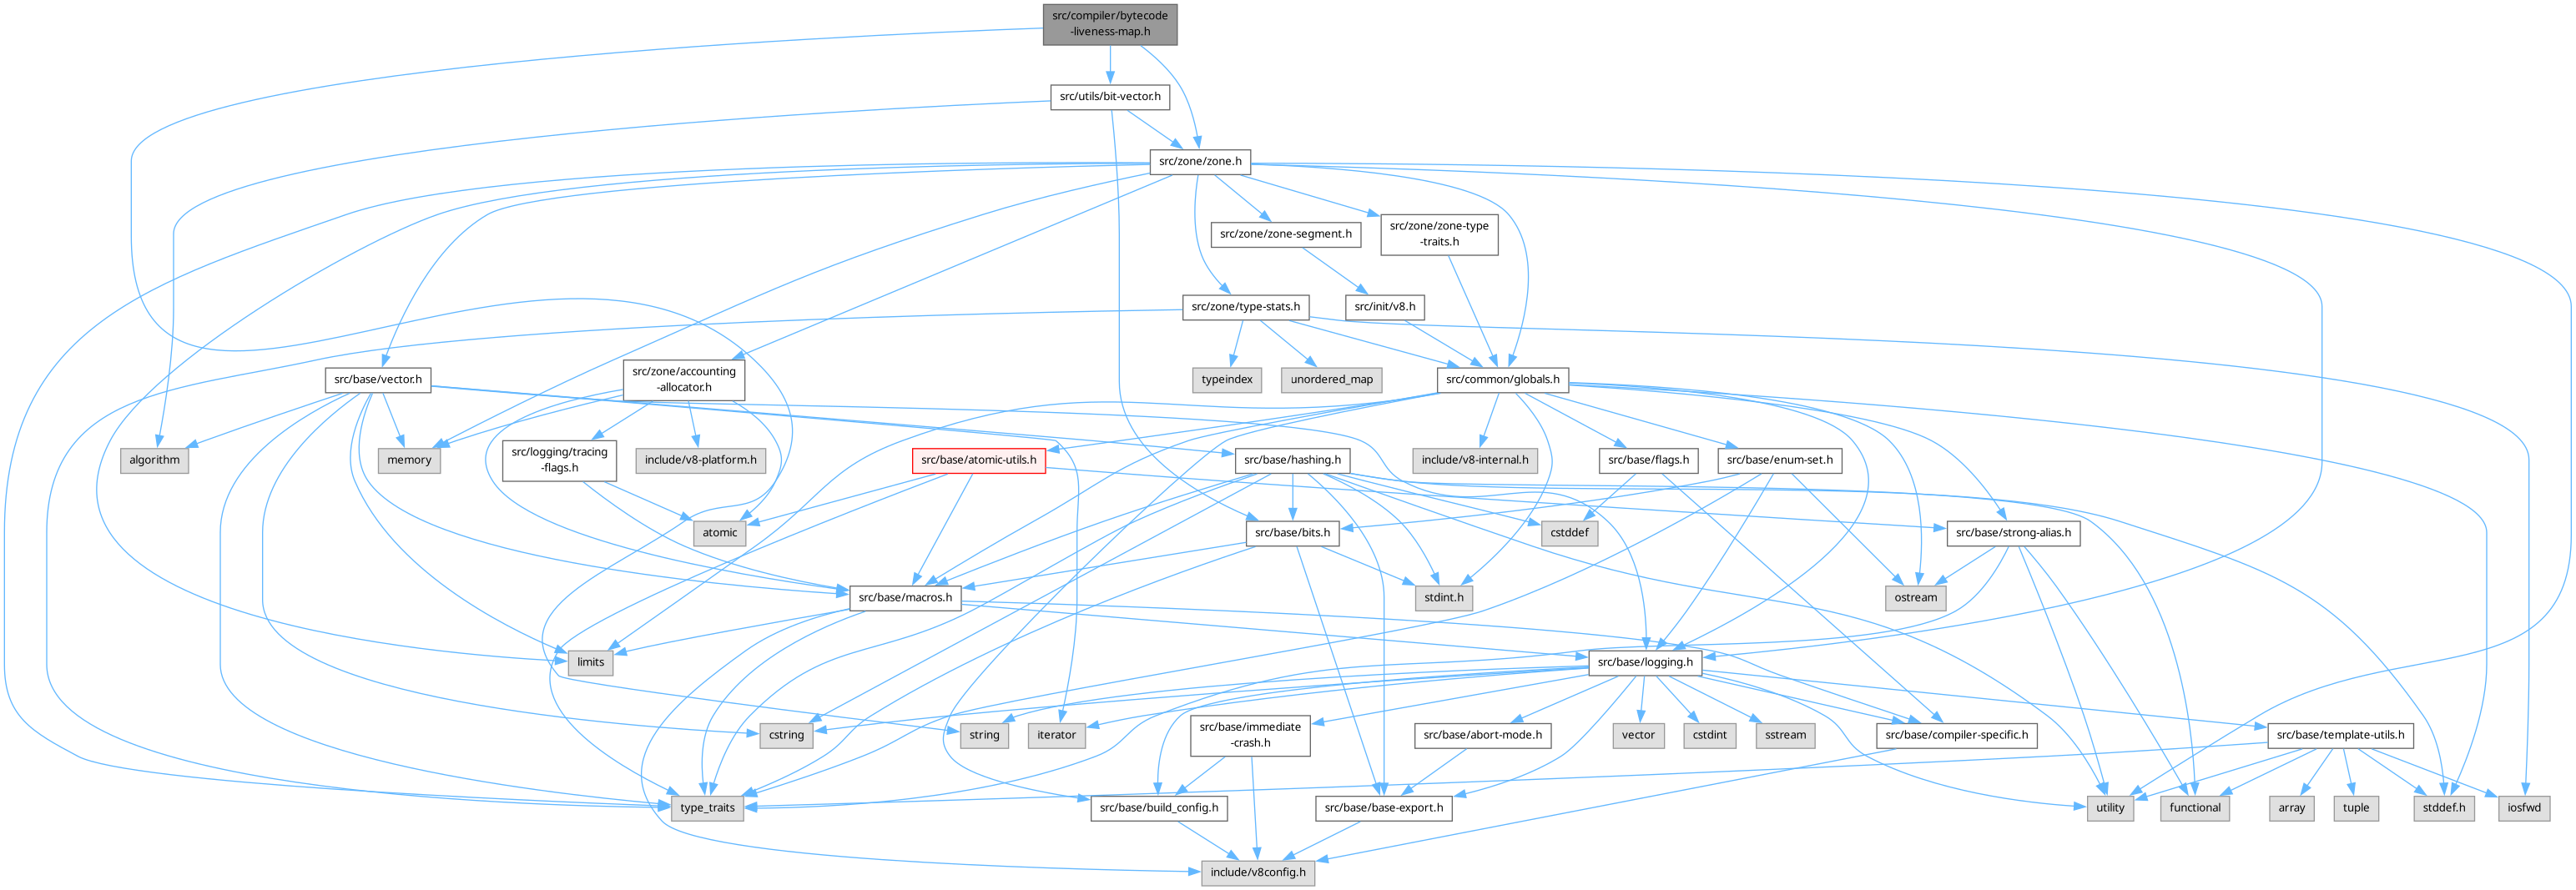 src/compiler/bytecode
-liveness-map.h
src/utils/bit-vector.h
src/zone/zone.h
src/zone/zone-segment.h
src/zone/zone-type
-traits.h
src/zone/type-stats.h
src/init/v8.h
src/base/vector.h
src/zone/accounting
-allocator.h
typeindex
unordered_map
src/common/globals.h
algorithm
memory
src/logging/tracing
-flags.h
include/v8-platform.h
src/base/atomic-utils.h
src/base/hashing.h
include/v8-internal.h
src/base/flags.h
src/base/enum-set.h
atomic
src/base/bits.h
cstddef
src/base/strong-alias.h
src/base/macros.h
stdint.h
ostream
limits
src/base/logging.h
cstring
string
iterator
src/base/immediate
-crash.h
src/base/abort-mode.h
vector
cstdint
sstream
src/base/compiler-specific.h
src/base/template-utils.h
type_traits
src/base/build_config.h
src/base/base-export.h
utility
functional
array
tuple
stddef.h
iosfwd
include/v8config.h